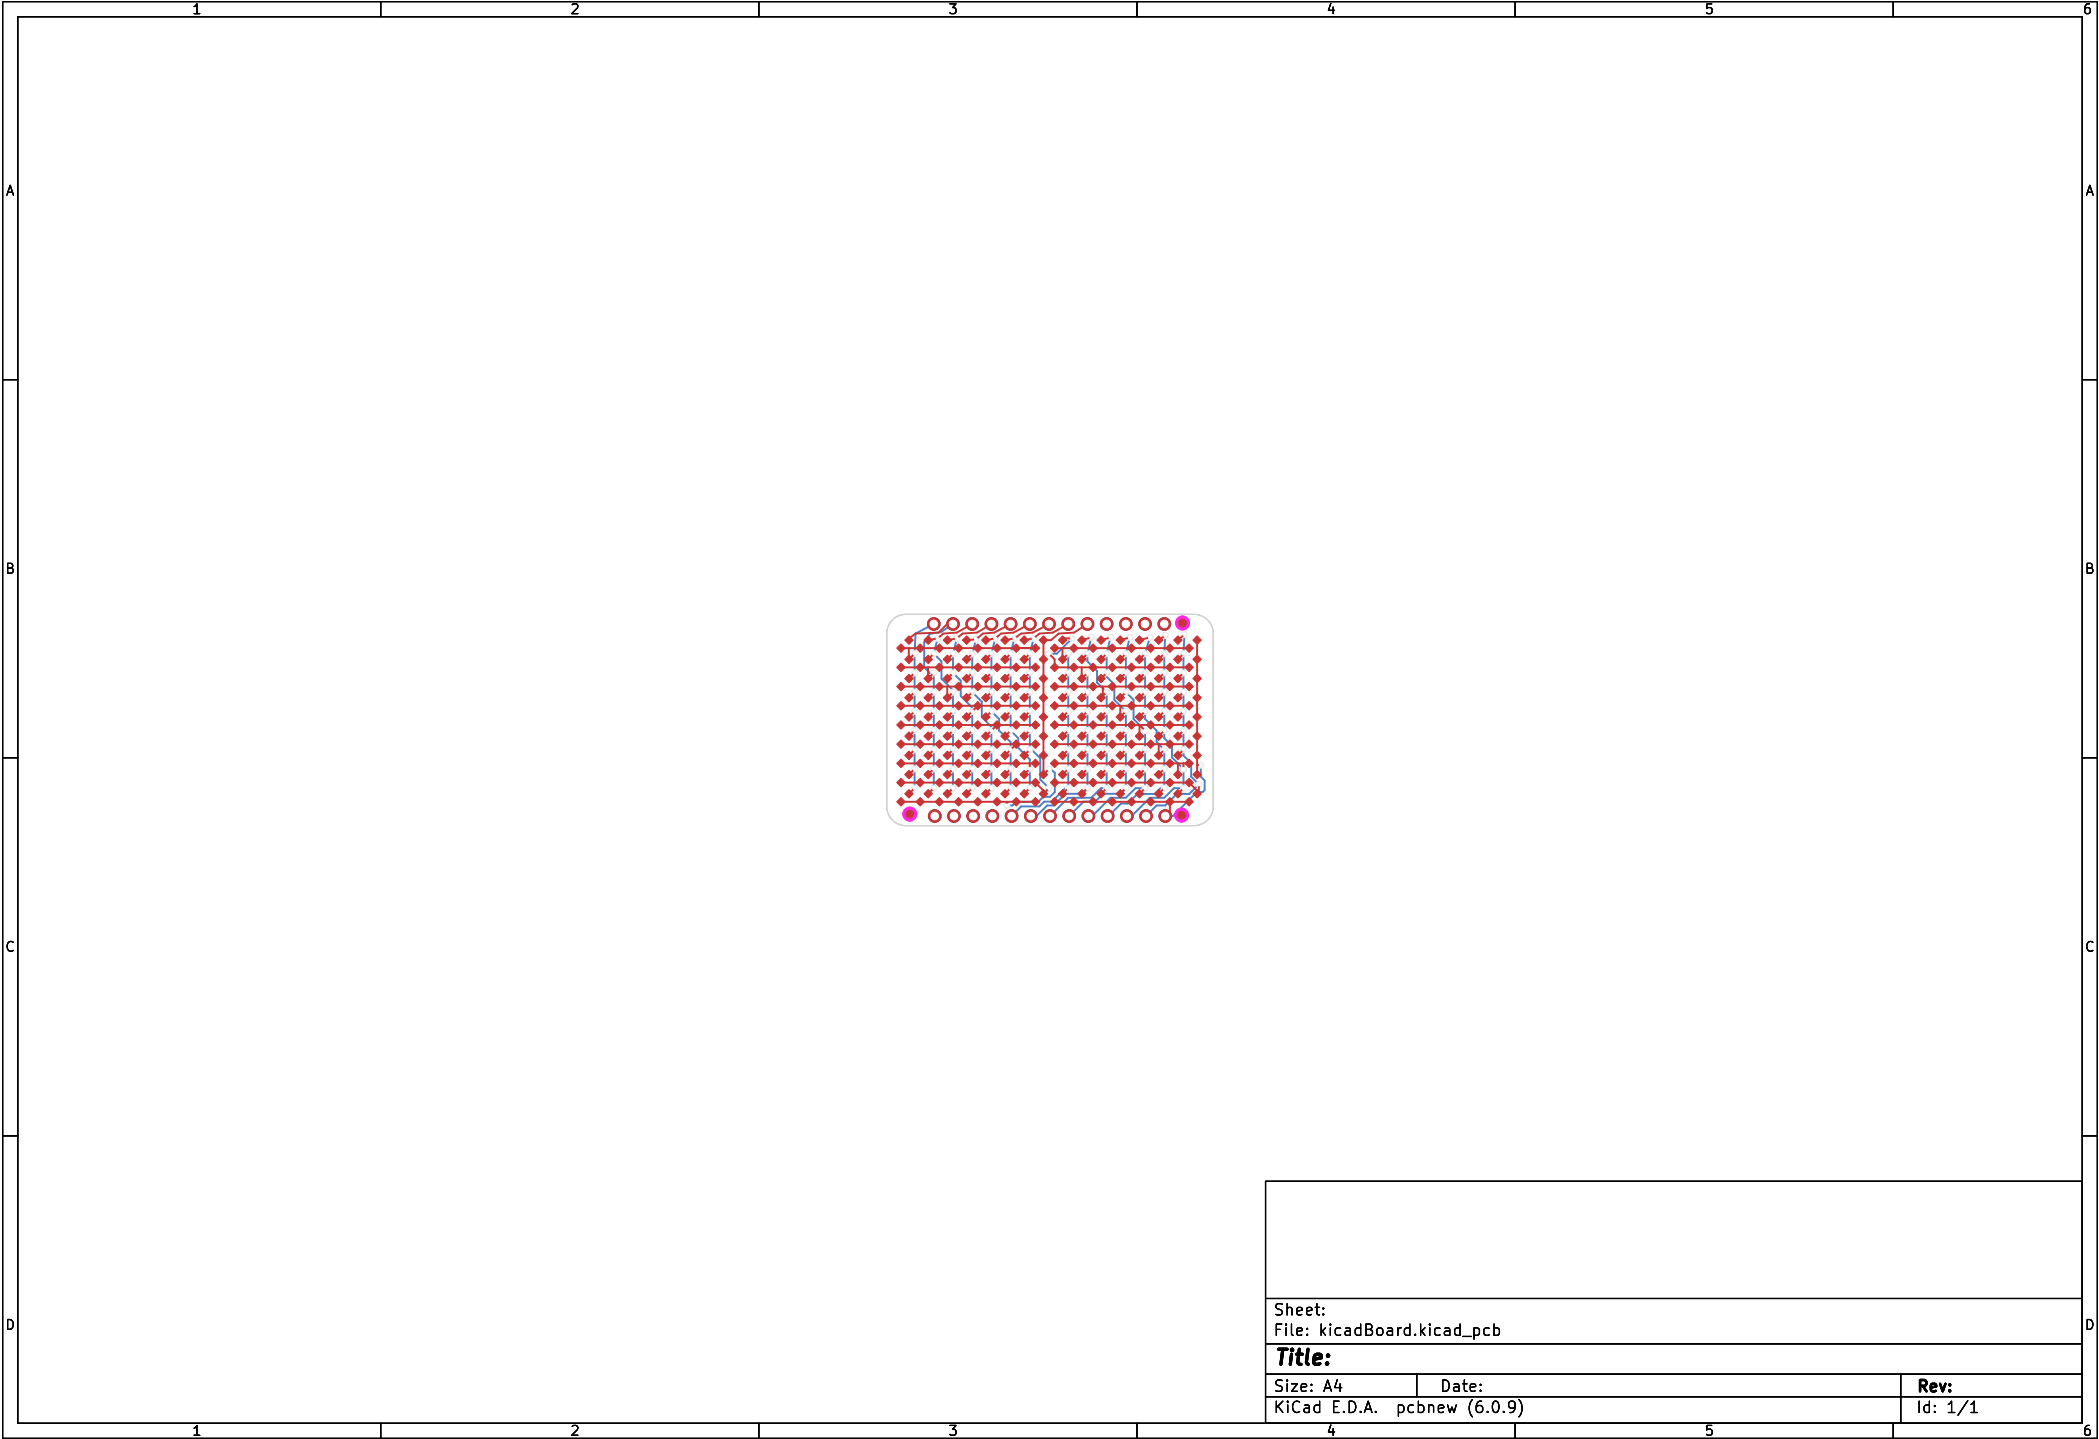 1 2 3 4 5 6
A A
B B
C C
Sheet:
File: kicadBoard.kicad_pcb
D D
Title:
Size: A4 Date: Rev:
KiCad E.D.A. pcbnew (6.0.9) Id: 1/1
1 2 3 4 5 6